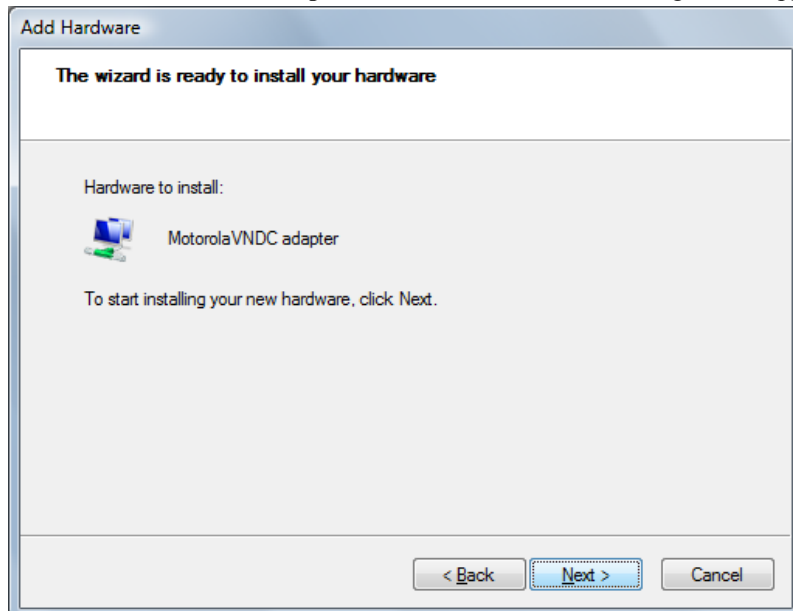 Add Hardware
The wizard is ready to install your hardware
Hardware to install:
MotorolaVNDC adapter
To start installing your new hardware, click Next.
< Back Next > Cancel